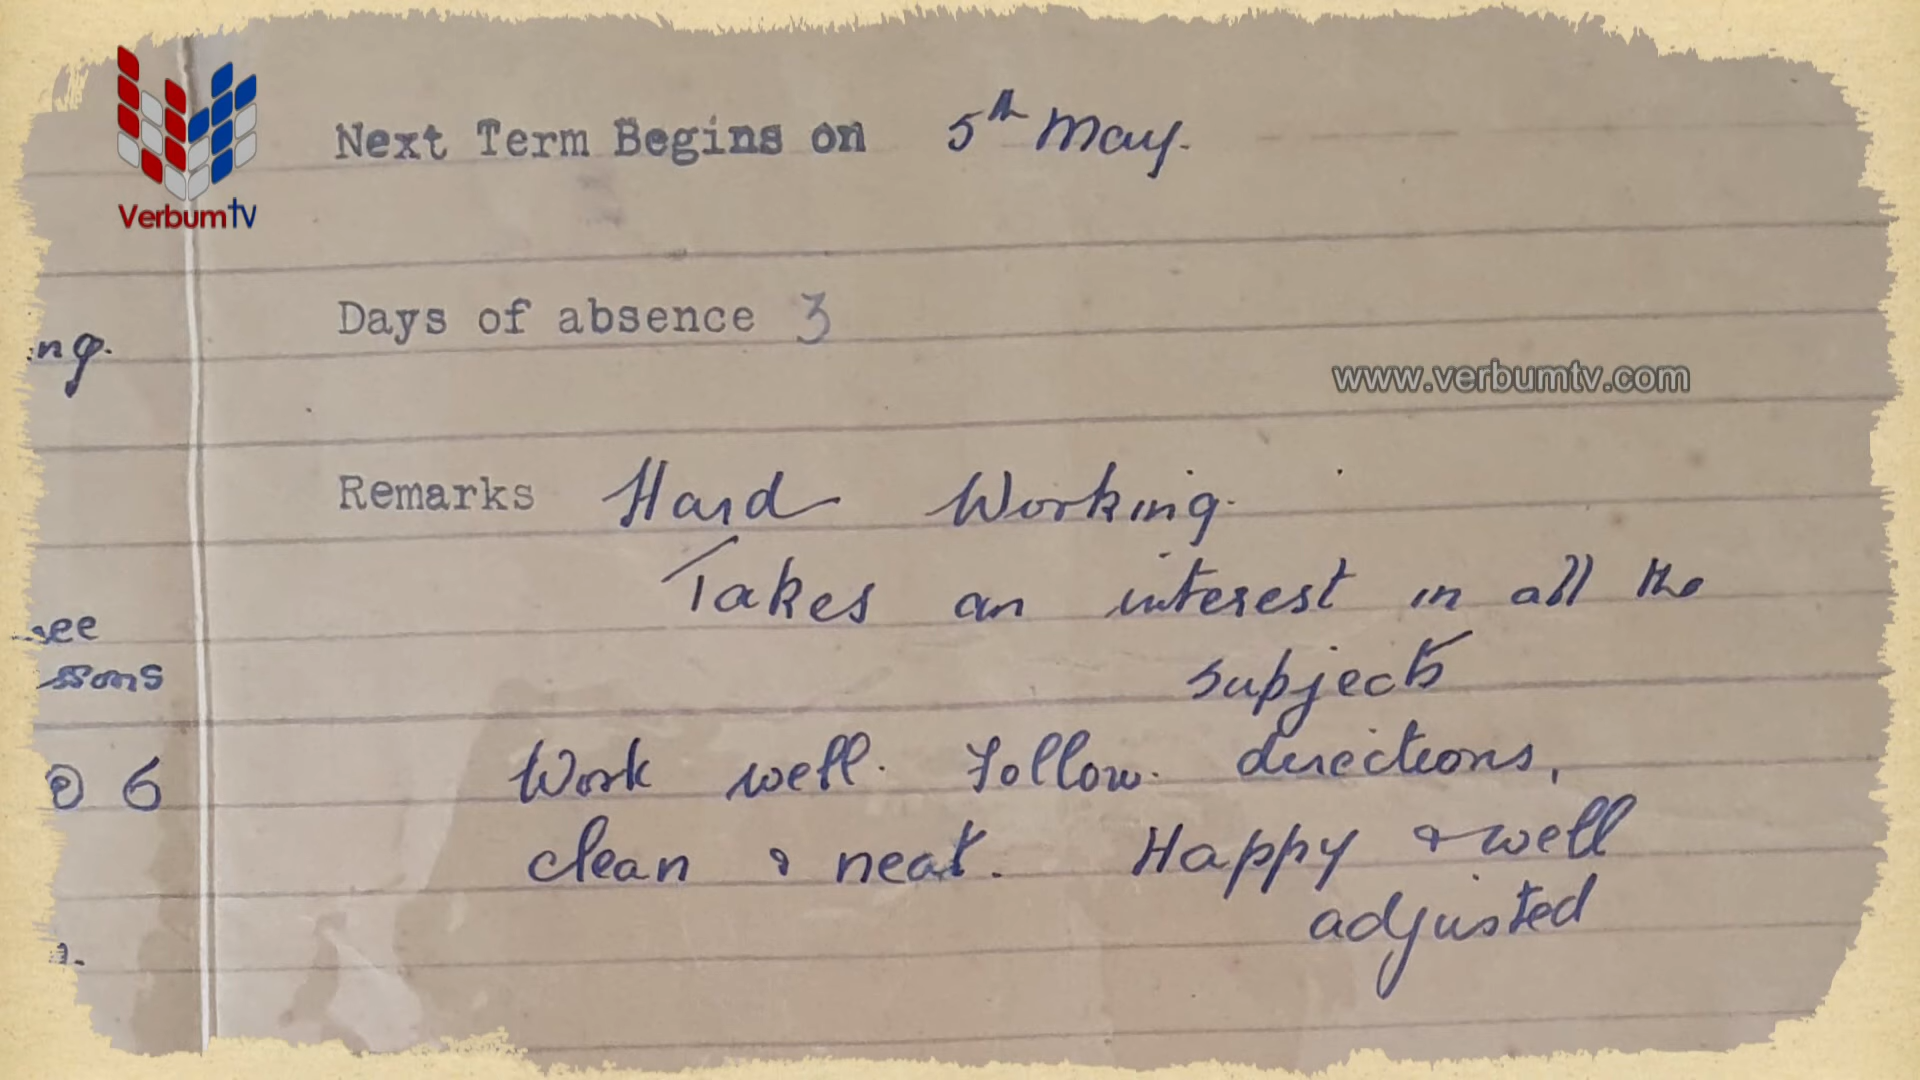 VerbumTV
Next Term Begins on 5th May.
Days of absence 3
www.verbumtv.com
Remarks Hard Working.
Takes an interest in all the
subjects
Work well. Follow. directions,
clean & neat. Happy & well
adjusted
6